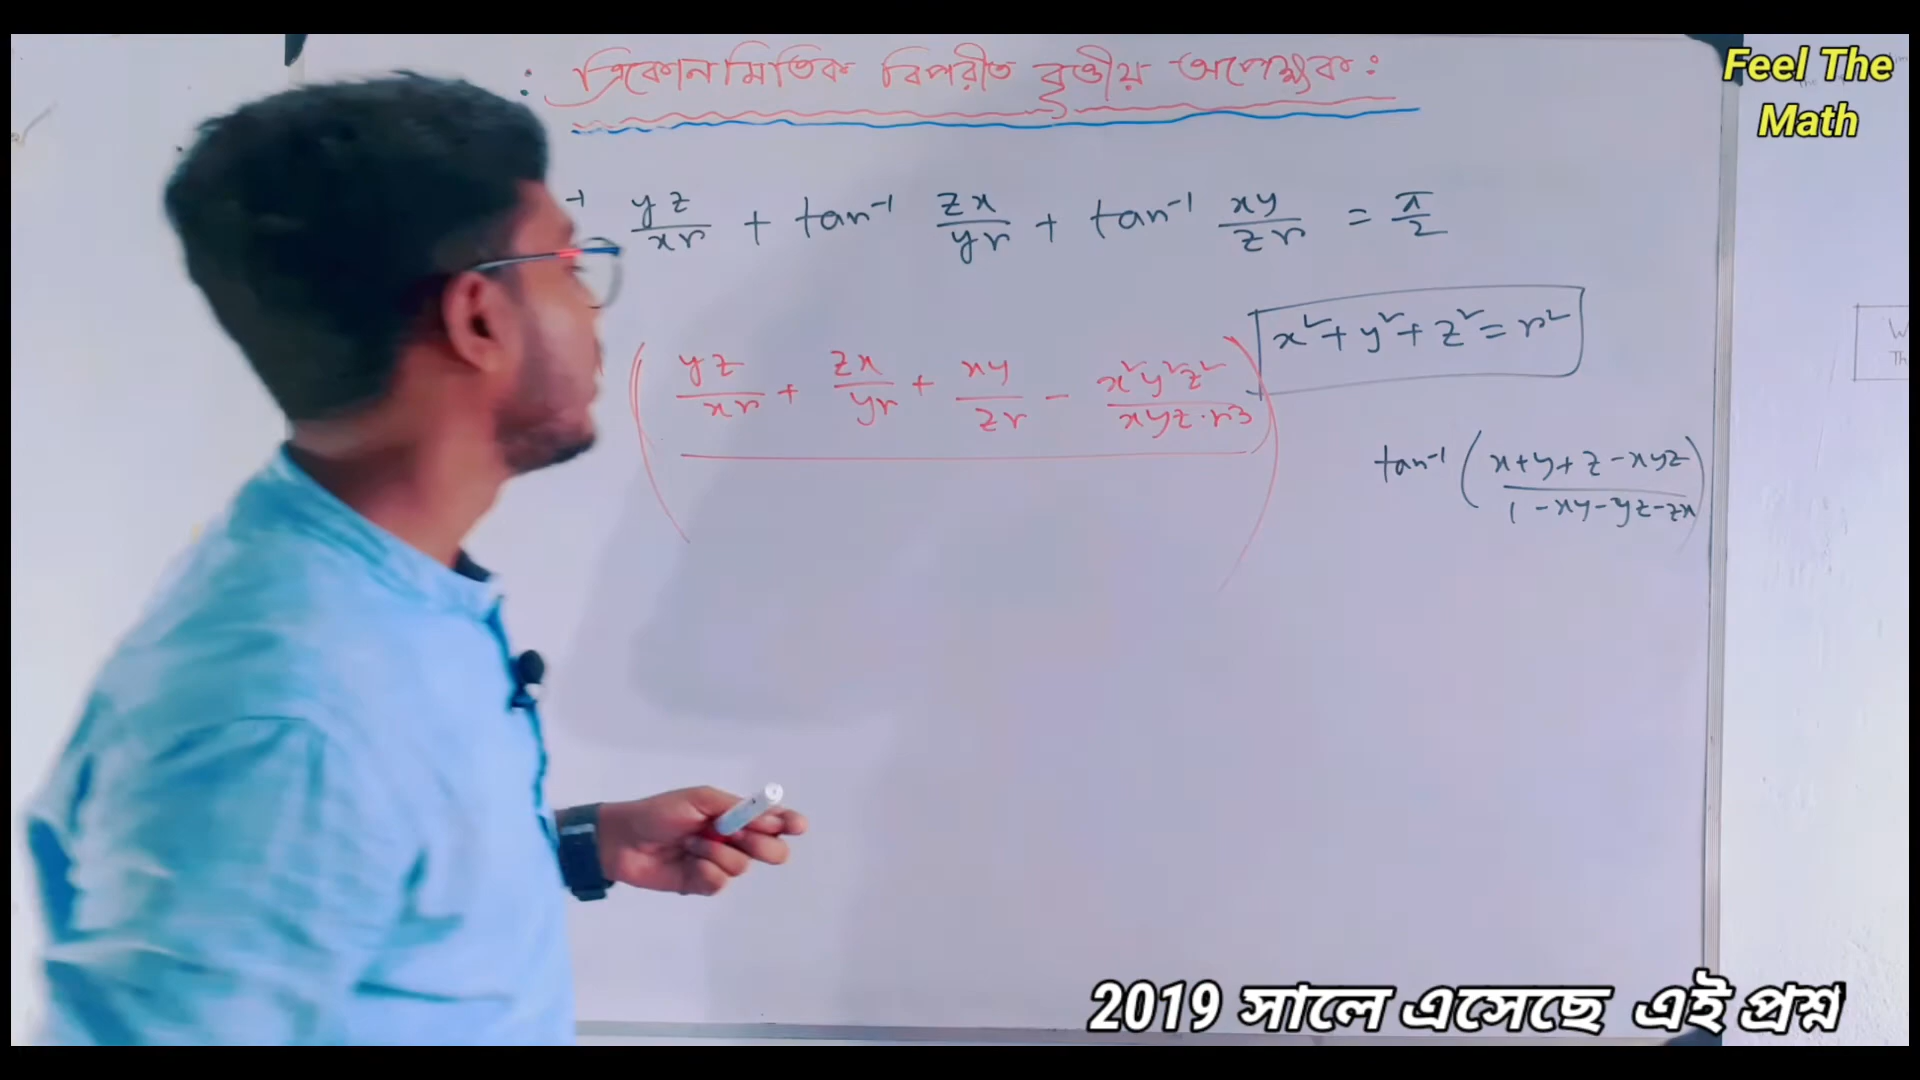 : ত্রিকোনমিতিক বিপরীত বৃত্তীয় অপেক্ষক :
Feel The
Math
-1 yz/xr + tan⁻¹ zx/yr + tan⁻¹ xy/zr = π/2
x² + y² + z² = r²
( yz/xr + zx/yr + xy/zr - x²y²z²/xyz·r3 )
tan⁻¹ ( x+y+z-xyz / 1-xy-yz-zx )
2019 সালে এসেছে এই প্রশ্ন